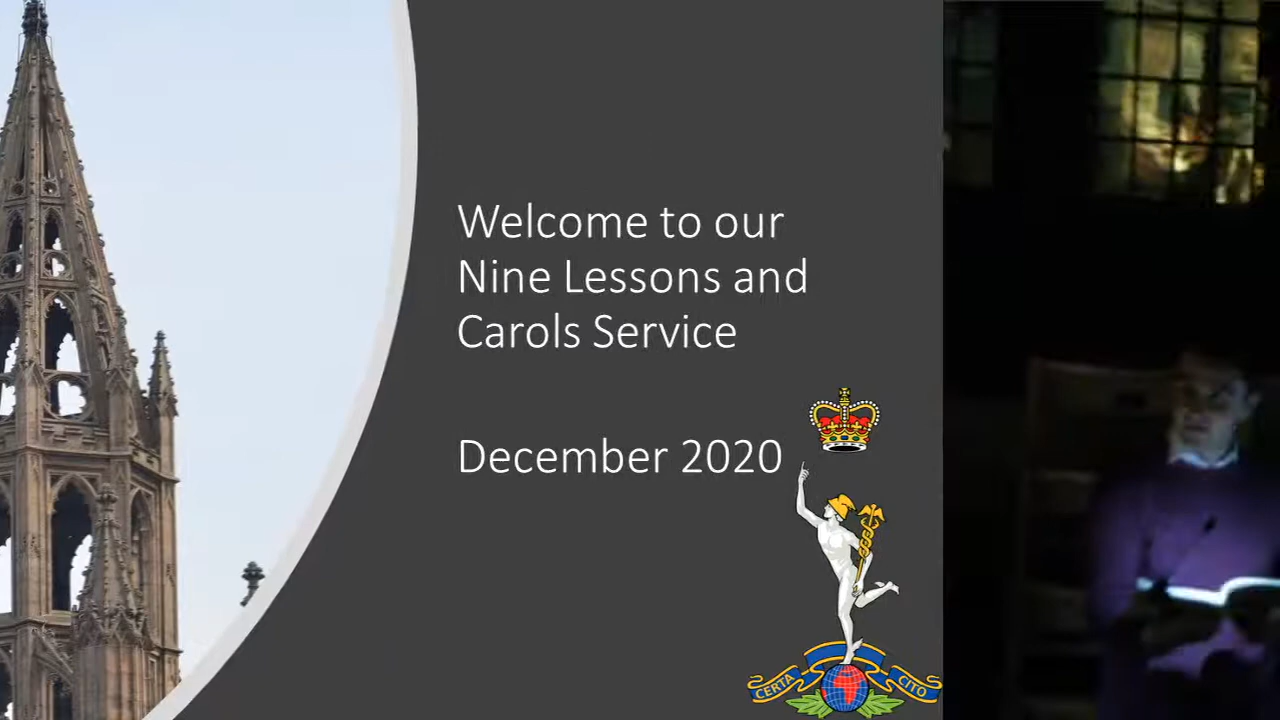 Welcome to our
Nine Lessons and
Carols Service
December 2020
CERTA CITO